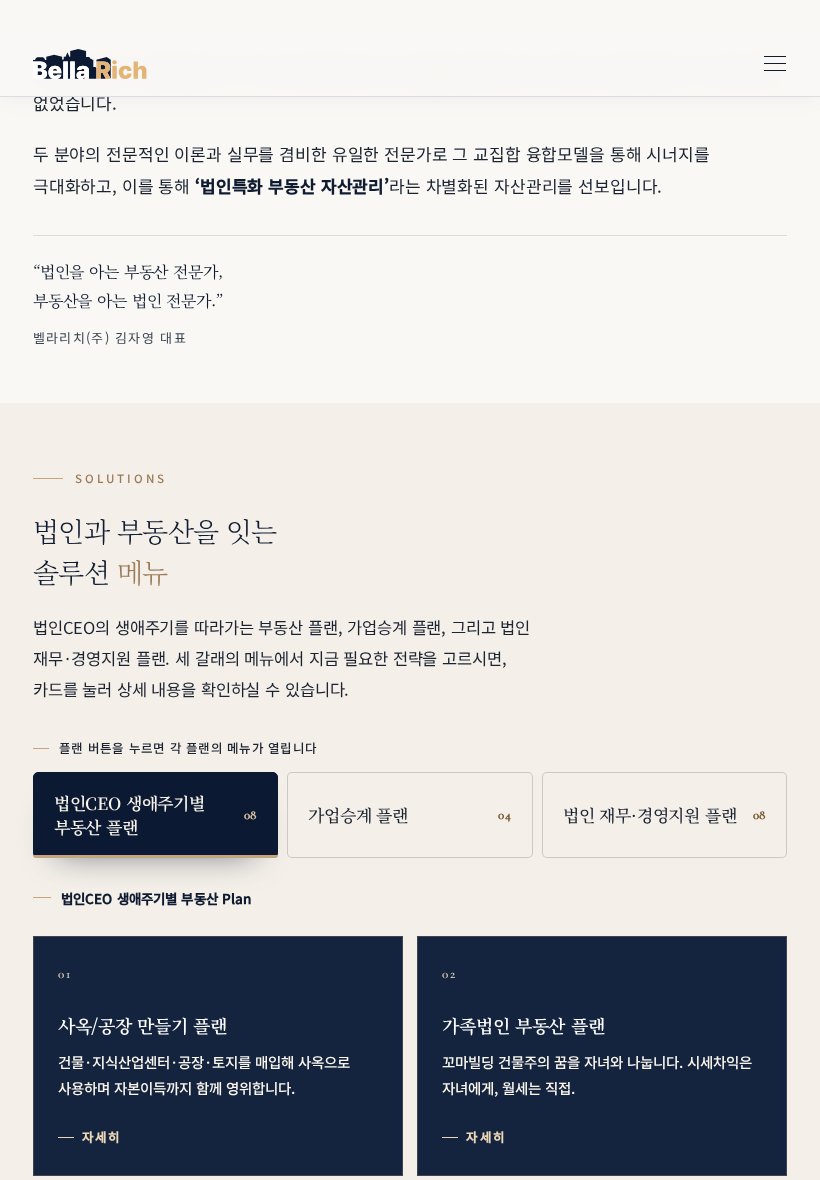 Bella Rich
없었습니다.
두 분야의 전문적인 이론과 실무를 겸비한 유일한 전문가로 그 교집합 융합모델을 통해 시너지를
극대화하고, 이를 통해 ‘법인특화 부동산 자산관리’라는 차별화된 자산관리를 선보입니다.
“법인을 아는 부동산 전문가,
부동산을 아는 법인 전문가.”
벨라리치(주) 김자영 대표
SOLUTIONS
법인과 부동산을 잇는
솔루션 메뉴
법인CEO의 생애주기를 따라가는 부동산 플랜, 가업승계 플랜, 그리고 법인
재무·경영지원 플랜. 세 갈래의 메뉴에서 지금 필요한 전략을 고르시면,
카드를 눌러 상세 내용을 확인하실 수 있습니다.
플랜 버튼을 누르면 각 플랜의 메뉴가 열립니다
법인CEO 생애주기별
부동산 플랜 08
가업승계 플랜 04
법인 재무·경영지원 플랜 08
법인CEO 생애주기별 부동산 Plan
01
사옥/공장 만들기 플랜
건물·지식산업센터·공장·토지를 매입해 사옥으로
사용하며 자본이득까지 함께 영위합니다.
자세히
02
가족법인 부동산 플랜
꼬마빌딩 건물주의 꿈을 자녀와 나눕니다. 시세차익은
자녀에게, 월세는 직접.
자세히